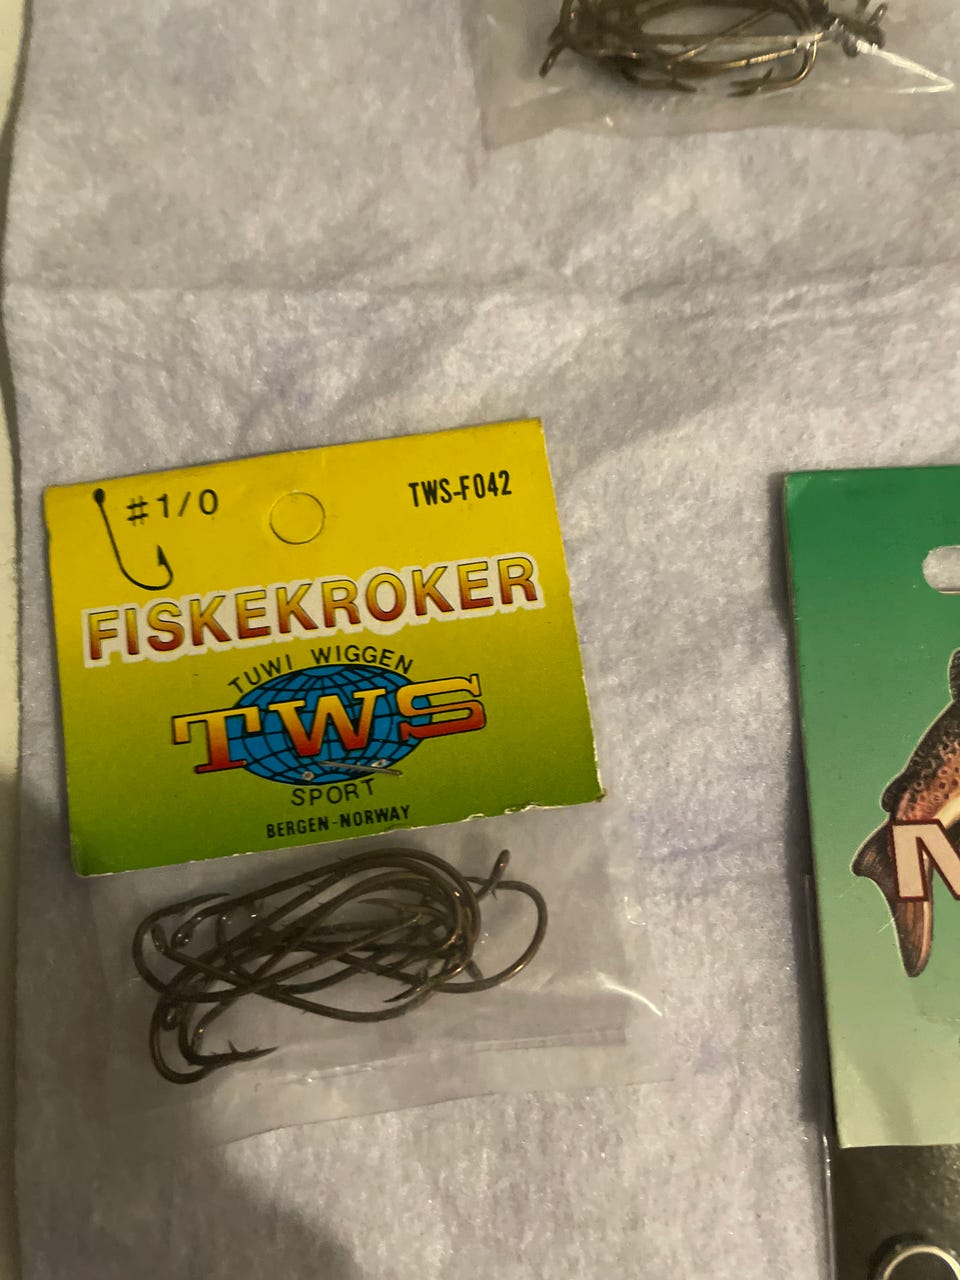 #1/0
TWS-F042
FISKEKROKER
TUWI WIGGEN
TWS
SPORT
BERGEN-NORWAY